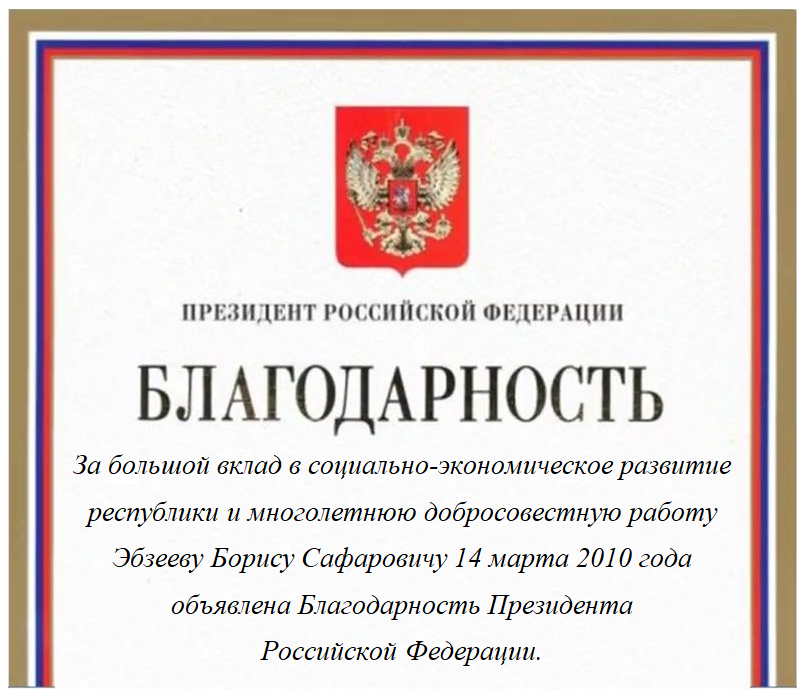 ПРЕЗИДЕНТ РОССИЙСКОЙ ФЕДЕРАЦИИ
БЛАГОДАРНОСТЬ
За большой вклад в социально-экономическое развитие
республики и многолетнюю добросовестную работу
Эбзееву Борису Сафаровичу 14 марта 2010 года
объявлена Благодарность Президента
Российской Федерации.